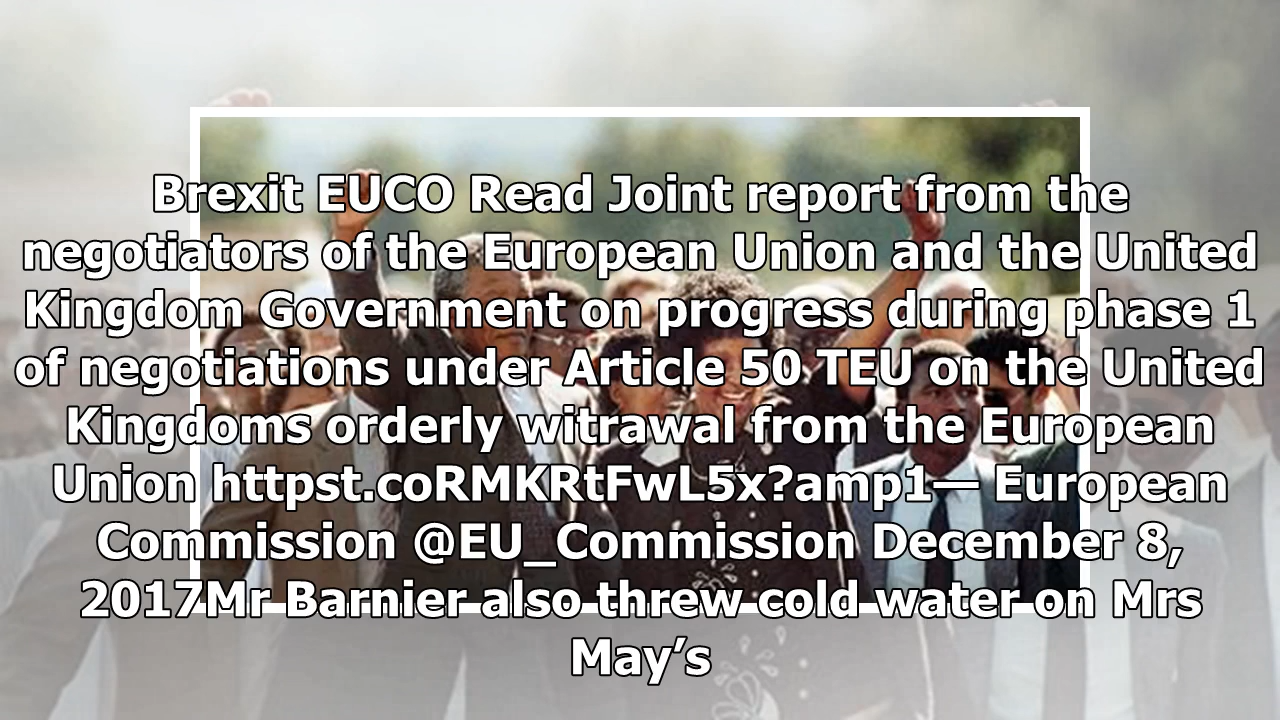 Brexit EUCO Read Joint report from the
negotiators of the European Union and the United
Kingdom Government on progress during phase 1
of negotiations under Article 50 TEU on the United
Kingdoms orderly witrawal from the European
Union httpst.coRMKRtFwL5x?amp1— European
Commission @EU_Commission December 8,
2017Mr Barnier also threw cold water on Mrs
May’s